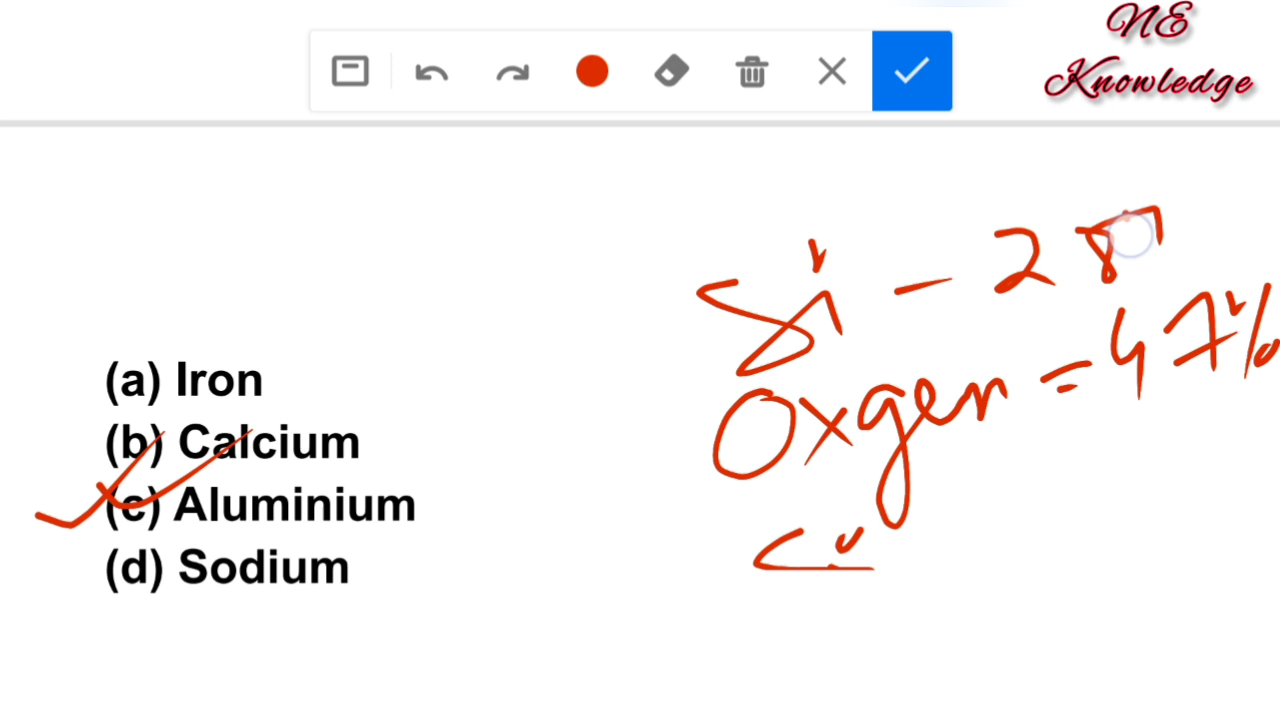 NE
Knowledge
Si - 28
Oxgen = 47%
(a) Iron
(b) Calcium
(c) Aluminium
(d) Sodium